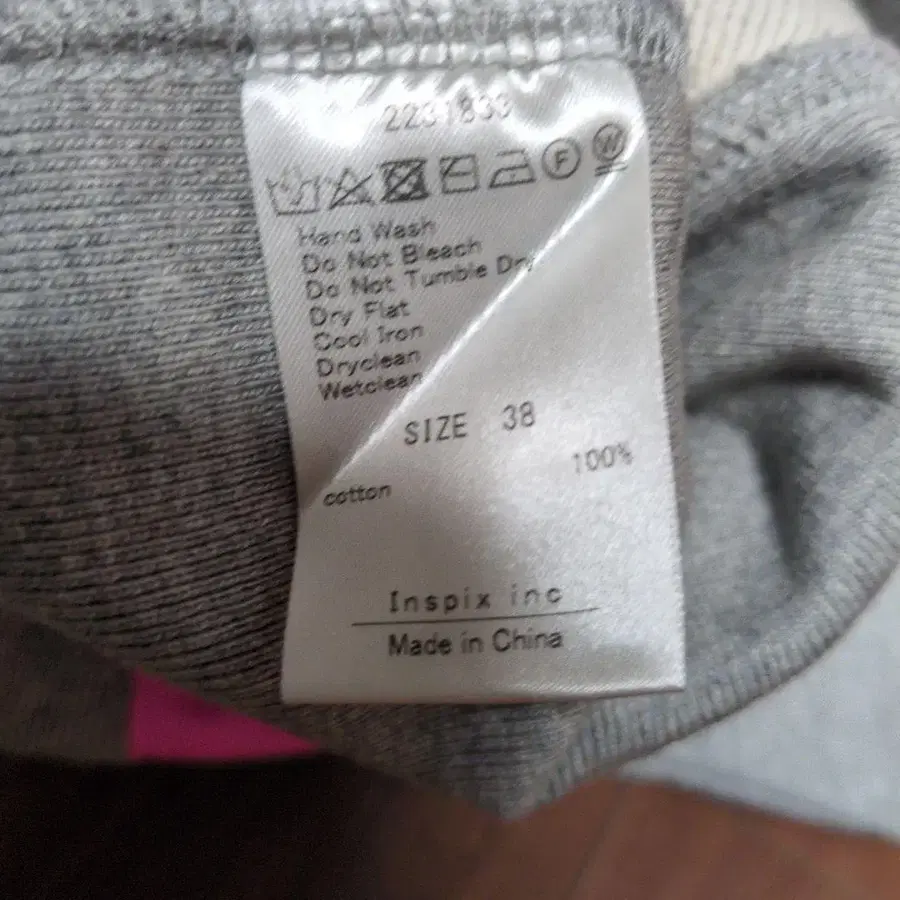 2231833
F W
Hand Wash
Do Not Bleach
Do Not Tumble Dry
Dry Flat
Cool Iron
Dryclean
Wetclean
SIZE 38
cotton 100%
Inspix inc
Made in China